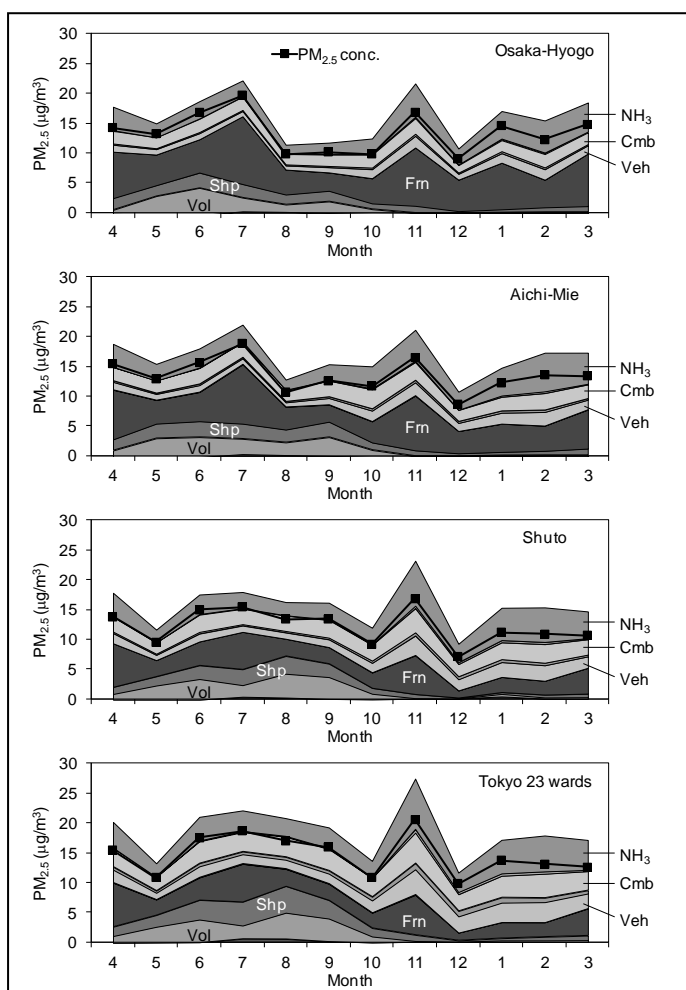 30
25
20
15
10
5
0
PM2.5 (μg/m3)
PM2.5 conc.
Osaka-Hyogo
NH3
Cmb
Veh
Frn
Shp
Vol
4 5 6 7 8 9 10 11 12 1 2 3
Month
30
25
20
15
10
5
0
PM2.5 (μg/m3)
Aichi-Mie
NH3
Cmb
Veh
Frn
Shp
Vol
4 5 6 7 8 9 10 11 12 1 2 3
Month
30
25
20
15
10
5
0
PM2.5 (μg/m3)
Shuto
NH3
Cmb
Veh
Frn
Shp
Vol
4 5 6 7 8 9 10 11 12 1 2 3
Month
30
25
20
15
10
5
0
PM2.5 (μg/m3)
Tokyo 23 wards
NH3
Cmb
Veh
Frn
Shp
Vol
4 5 6 7 8 9 10 11 12 1 2 3
Month